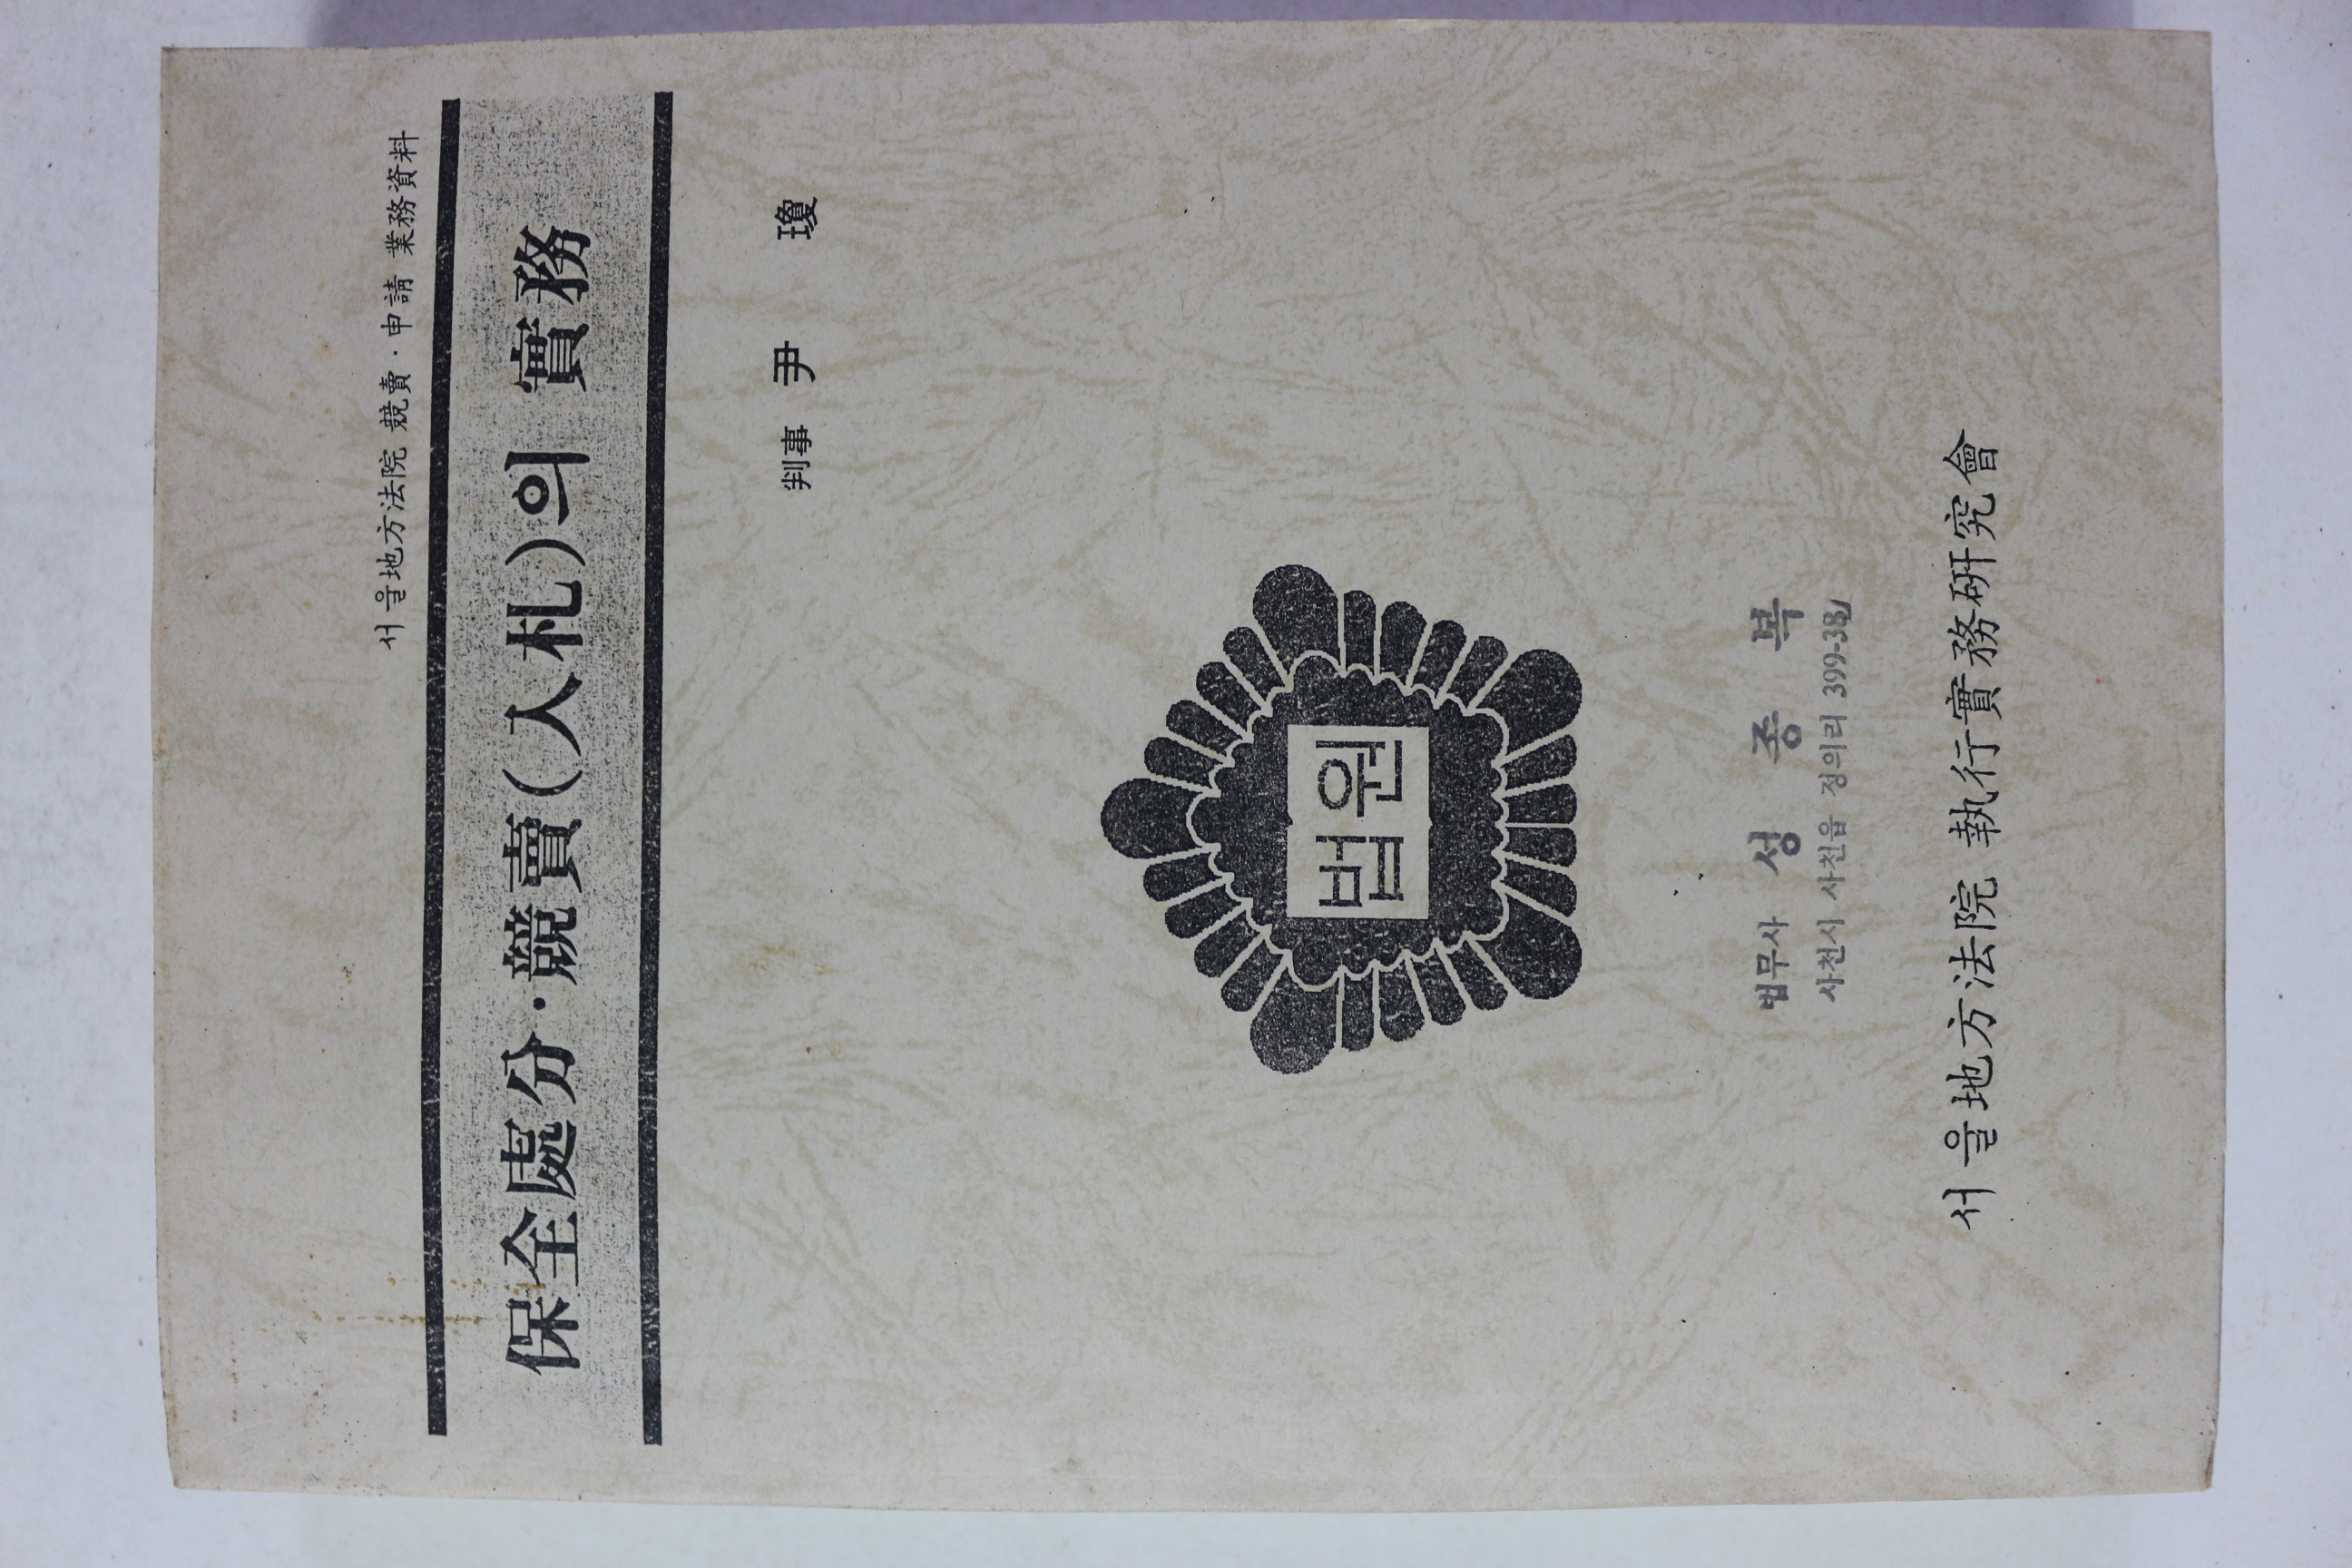 서울地方法院 競賣·申請 業務資料
保全處分·競賣(入札)의 實務
判事 尹 瓊
법원
법무사 성 종 복
사천시 사천읍 정의리 399-38
서울地方法院 執行實務硏究會